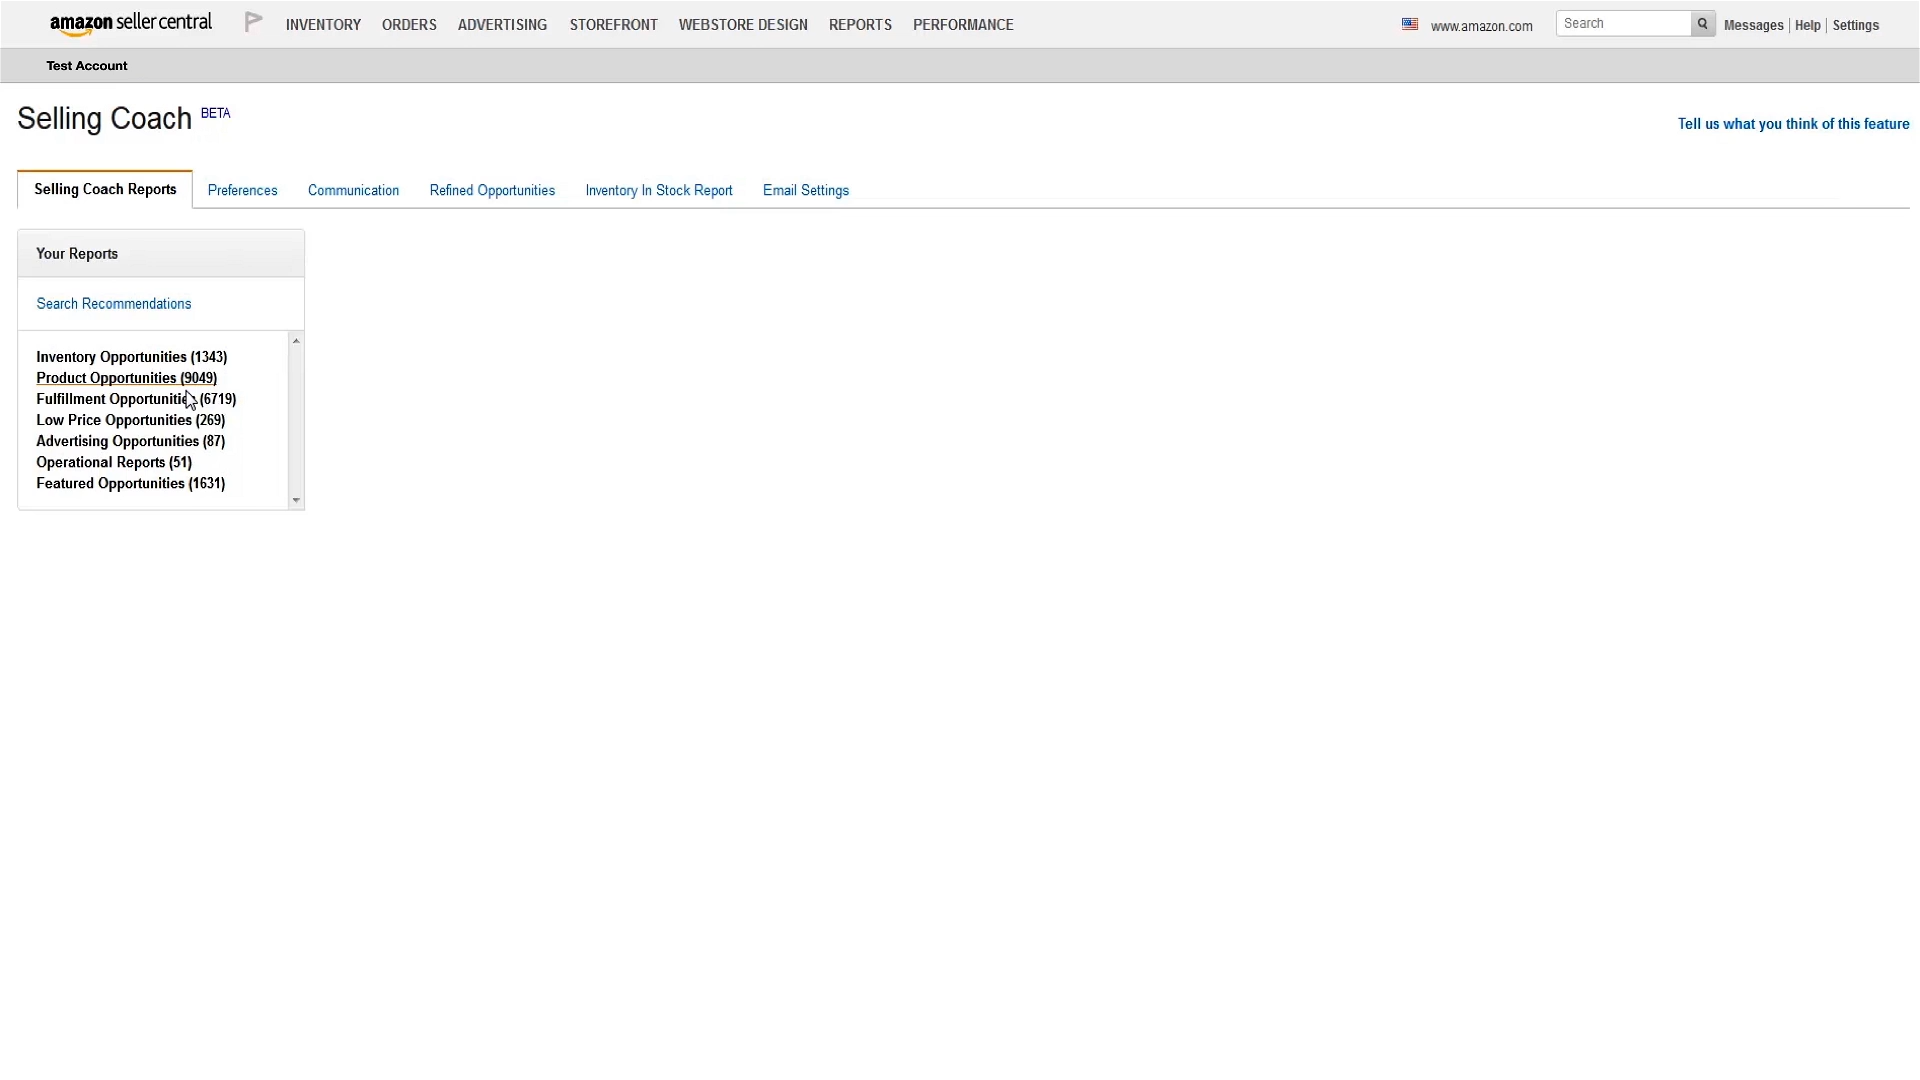 amazon seller central INVENTORY ORDERS ADVERTISING STOREFRONT WEBSTORE DESIGN REPORTS PERFORMANCE www.amazon.com Search Messages | Help | Settings
Test Account
Selling Coach BETA
Tell us what you think of this feature
Selling Coach Reports Preferences Communication Refined Opportunities Inventory In Stock Report Email Settings
Your Reports
Search Recommendations
Inventory Opportunities (1343)
Product Opportunities (9049)
Fulfillment Opportunities (6719)
Low Price Opportunities (269)
Advertising Opportunities (87)
Operational Reports (51)
Featured Opportunities (1631)